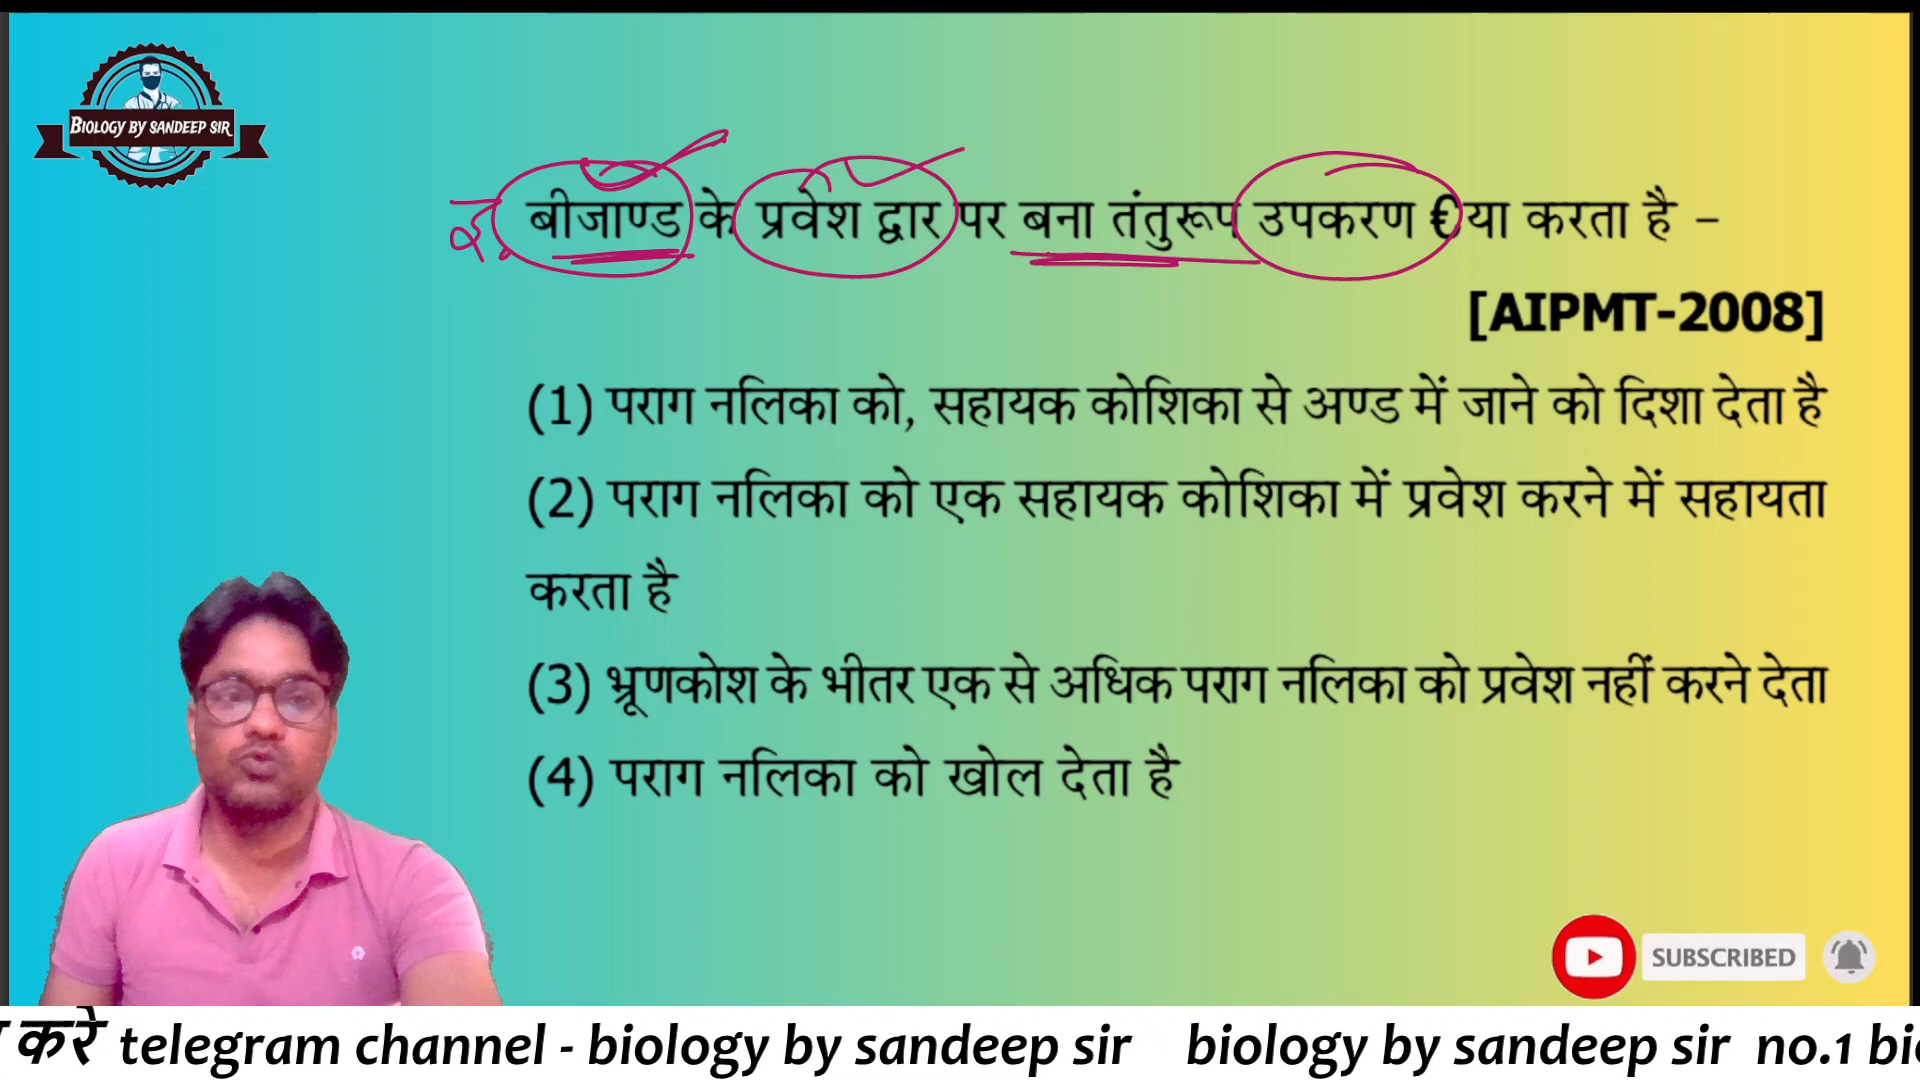 BIOLOGY BY SANDEEP SIR
बीजाण्ड के प्रवेश द्वार पर बना तंतुरूप उपकरण €या करता है –
[AIPMT-2008]
(1) पराग नलिका को, सहायक कोशिका से अण्ड में जाने को दिशा देता है
(2) पराग नलिका को एक सहायक कोशिका में प्रवेश करने में सहायता
करता है
(3) भ्रूणकोश के भीतर एक से अधिक पराग नलिका को प्रवेश नहीं करने देता
(4) पराग नलिका को खोल देता है
SUBSCRIBED
करे telegram channel - biology by sandeep sir biology by sandeep sir no.1